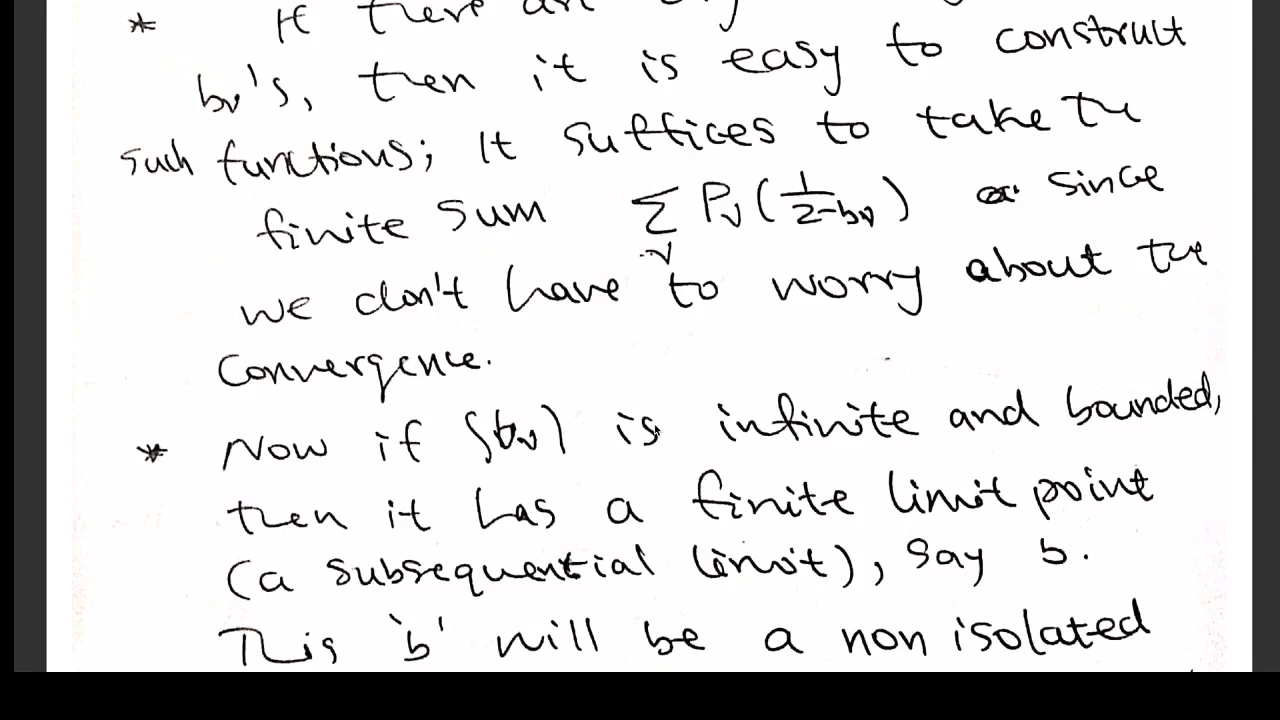 * If there
bν's, then it is easy to construct
such functions; It suffices to take the
finite sum Σ_ν Pν(1/(z-bν)) since
we don't have to worry about the
Convergence.
* Now if {bν} is infinite and bounded,
then it has a finite limit point
(a subsequential limit), say b.
This 'b' will be a non isolated